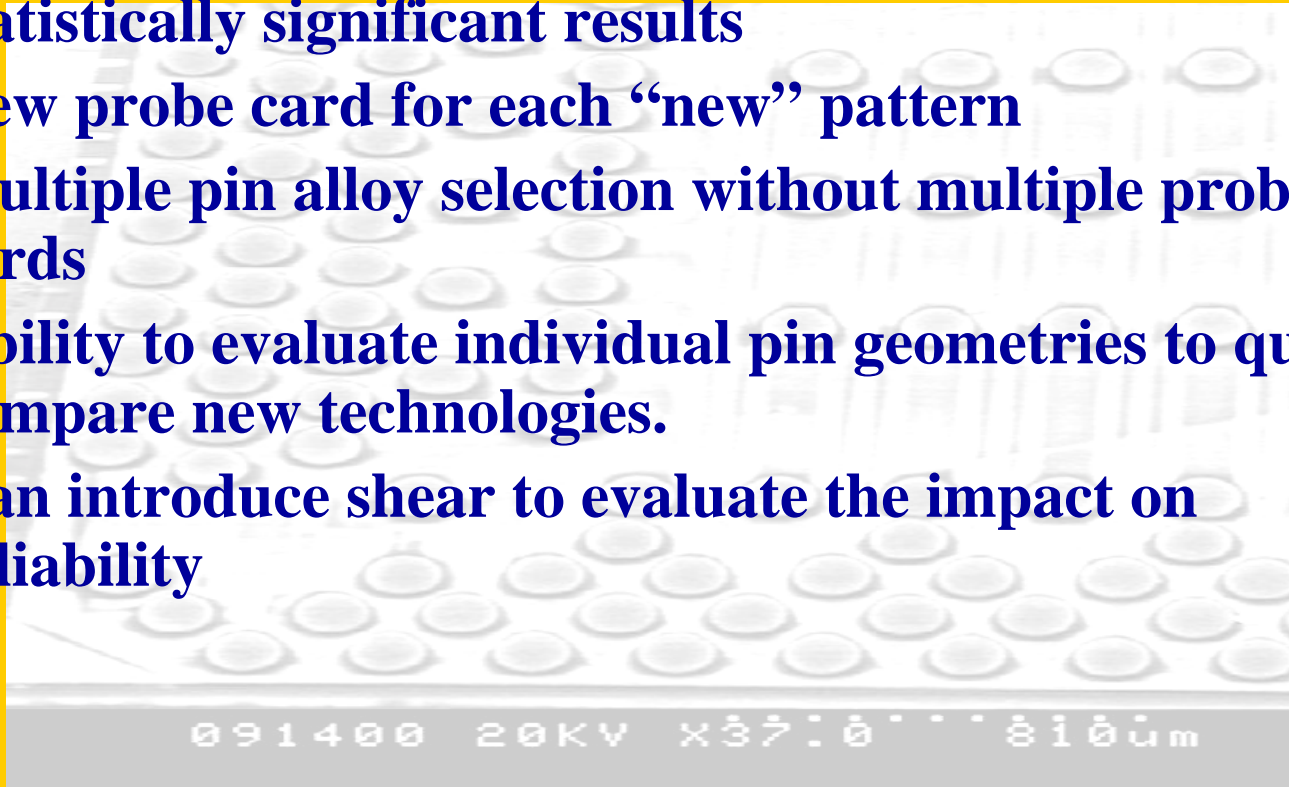 atistically significant results
ew probe card for each “new” pattern
ultiple pin alloy selection without multiple prob
rds
bility to evaluate individual pin geometries to qu
mpare new technologies.
an introduce shear to evaluate the impact on
liability
091400 20KV X37.0 810um